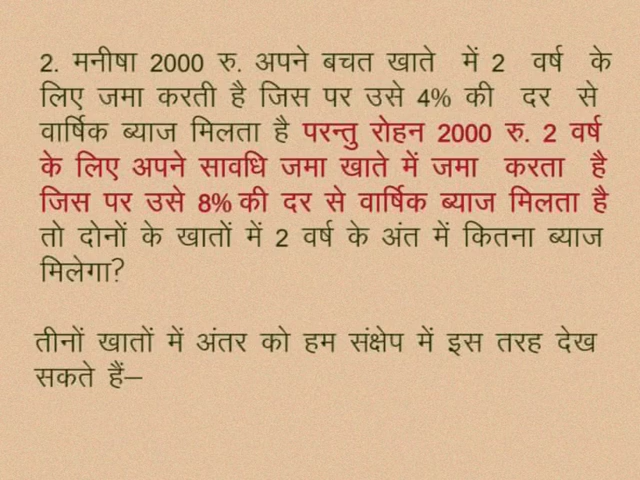 2. मनीषा 2000 रु. अपने बचत खाते में 2 वर्ष के
लिए जमा करती है जिस पर उसे 4% की दर से
वार्षिक ब्याज मिलता है परन्तु रोहन 2000 रु. 2 वर्ष
के लिए अपने सावधि जमा खाते में जमा करता है
जिस पर उसे 8% की दर से वार्षिक ब्याज मिलता है
तो दोनों के खातों में 2 वर्ष के अंत में कितना ब्याज
मिलेगा?
तीनों खातों में अंतर को हम संक्षेप में इस तरह देख
सकते हैं–